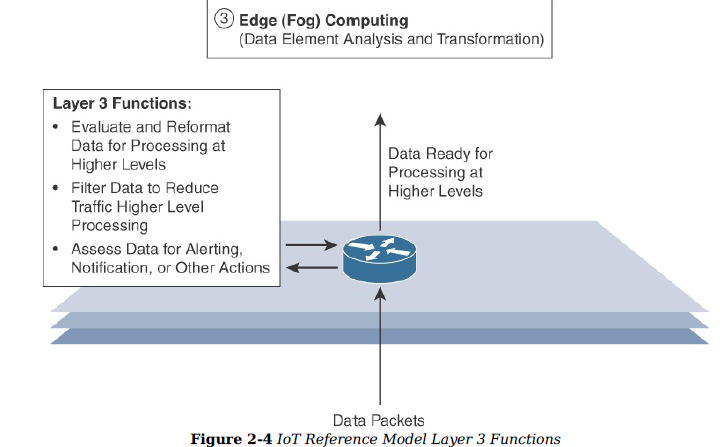 ③ Edge (Fog) Computing
(Data Element Analysis and Transformation)
Layer 3 Functions:
• Evaluate and Reformat
Data for Processing at
Higher Levels
• Filter Data to Reduce
Traffic Higher Level
Processing
• Assess Data for Alerting,
Notification, or Other Actions
Data Ready for
Processing at
Higher Levels
Data Packets
Figure 2-4 IoT Reference Model Layer 3 Functions